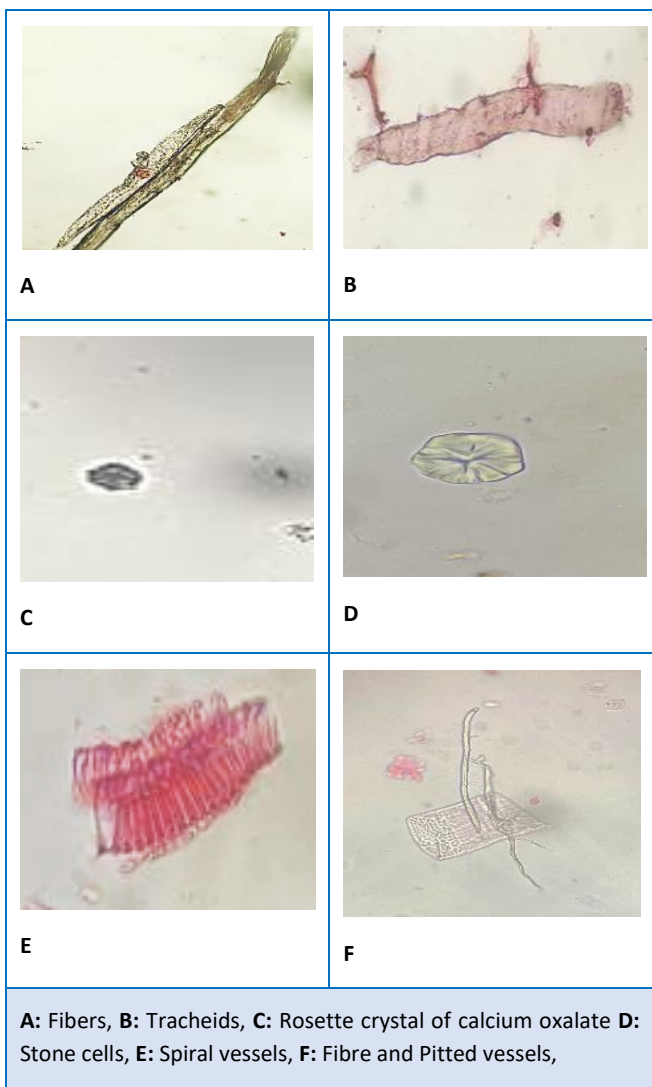 A
B
C
D
E
F
A: Fibers, B: Tracheids, C: Rosette crystal of calcium oxalate D:
Stone cells, E: Spiral vessels, F: Fibre and Pitted vessels,